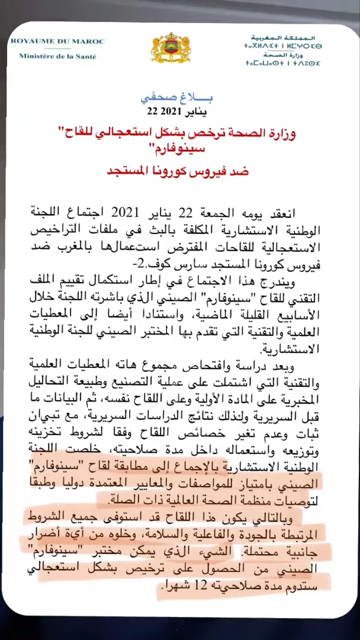 ROYAUME DU MAROC
Ministère de la Santé
المملكة المغربية
ⵜⴰⴳⵍⴷⵉⵜ ⵏ ⵍⵎⵖⵔⵉⴱ
وزارة الصحة
ⵜⴰⵎⴰⵡⴰⵙⵜ ⵏ ⵜⴷⵓⵙⵉ
بـــلاغ صحفي
22 يناير 2021
وزارة الصحة ترخص بشكل استعجالي للقاح "
سينوفارم"
ضد فيروس كورونا المستجد
انعقد يومه الجمعة 22 يناير 2021 اجتماع اللجنة
الوطنية الاستشارية المكلفة بالبث في ملفات التراخيص
الاستعجالية للقاحات المفترض استعمالها بالمغرب ضد
فيروس كورونا المستجد سارس كوف.2-
ويندرج هذا الاجتماع في إطار استكمال تقييم الملف
التقني للقاح "سينوفارم" الصيني الذي باشرته اللجنة خلال
الأسابيع القليلة الماضية، واستنادا أيضا إلى المعطيات
العلمية والتقنية التي تقدم بها المختبر الصيني للجنة الوطنية
الاستشارية.
وبعد دراسة وافتحاص مجموع هاته المعطيات العلمية
والتقنية التي اشتملت على عملية التصنيع وطبيعة التحاليل
المخبرية على المادة الأولية وعلى اللقاح نفسه، ثم البيانات ما
قبل السريرية وكذلك نتائج الدراسات السريرية، مع تبيان
ثبات وعدم تغير خصائص اللقاح وفقا لشروط تخزينه
وتوزيعه واستعماله داخل مدة صلاحيته، خلصت اللجنة
الوطنية الاستشارية بالإجماع إلى مطابقة لقاح "سينوفارم"
الصيني بامتياز للمواصفات والمعايير المعتمدة دوليا وطبقا
لتوصيات منظمة الصحة العالمية ذات الصلة.
وبالتالي يكون هذا اللقاح قد استوفى جميع الشروط
المرتبطة بالجودة والفاعلية والسلامة، وخلوه من أية أضرار
جانبية محتملة. الشيء الذي يمكن مختبر "سينوفارم"
الصيني من الحصول على ترخيص بشكل استعجالي
ستدوم مدة صلاحيته 12 شهرا.